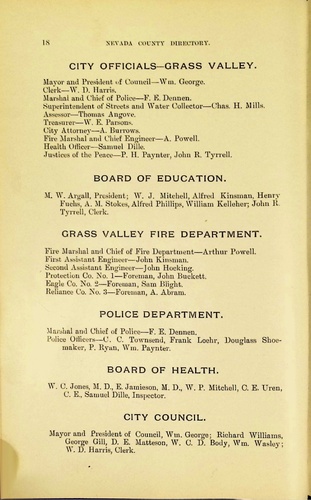 18 NEVADA COUNTY DIRECTORY.
CITY OFFICIALS—GRASS VALLEY.
Mayor and President of Council—Wm. George.
Clerk—W. D. Harris.
Marshal and Chief of Police—F. E. Dennen.
Superintendent of Streets and Water Collector—Chas. H. Mills.
Assessor—Thomas Angove.
Treasurer—W. E. Parsons.
City Attorney—A. Burrows.
Fire Marshal and Chief Engineer—A. Powell.
Health Officer—Samuel Dille.
Justices of the Peace—P. H. Paynter, John R. Tyrrell.
BOARD OF EDUCATION.
M. W. Argall, President; W. J. Mitchell, Alfred Kinsman, Henry
Fuchs, A. M. Stokes, Alfred Phillips, William Kelleher; John R.
Tyrrell, Clerk.
GRASS VALLEY FIRE DEPARTMENT.
Fire Marshal and Chief of Fire Department—Arthur Powell.
First Assistant Engineer—John Kinsman.
Second Assistant Engineer—John Hocking.
Protection Co. No. 1—Foreman, John Buckett.
Eagle Co. No. 2—Foreman, Sam Blight.
Reliance Co. No. 3—Foreman, A. Abram.
POLICE DEPARTMENT.
Marshal and Chief of Police—F. E. Dennen.
Police Officers—C. C. Townsend, Frank Loehr, Douglass Shoe-
maker, P. Ryan, Wm. Paynter.
BOARD OF HEALTH.
W. C. Jones, M. D., E. Jamieson, M. D., W. P. Mitchell, C. E. Uren,
C. E., Samuel Dille, Inspector.
CITY COUNCIL.
Mayor and President of Council, Wm. George; Richard Williams,
George Gill, D. E. Matteson, W. C. D. Body, Wm. Wasley;
W. D. Harris, Clerk.